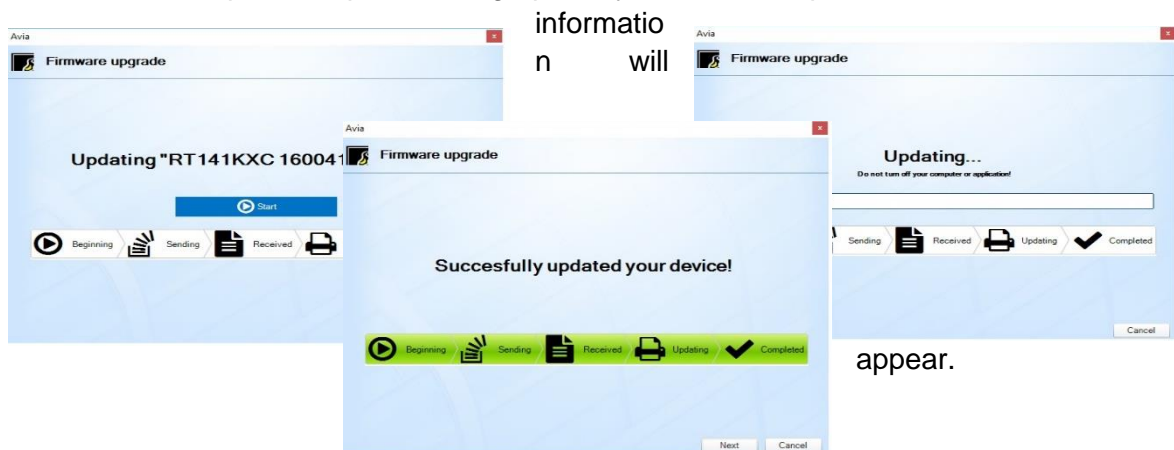 informatio
n will
Avia
Firmware upgrade
Updating "RT141KXC 160041
Start
Beginning Sending Received
Avia
Firmware upgrade
Succesfully updated your device!
Beginning Sending Received Updating Completed
Next Cancel
Avia
Firmware upgrade
Updating...
Do not turn off your computer or application!
Sending Received Updating Completed
Cancel
appear.